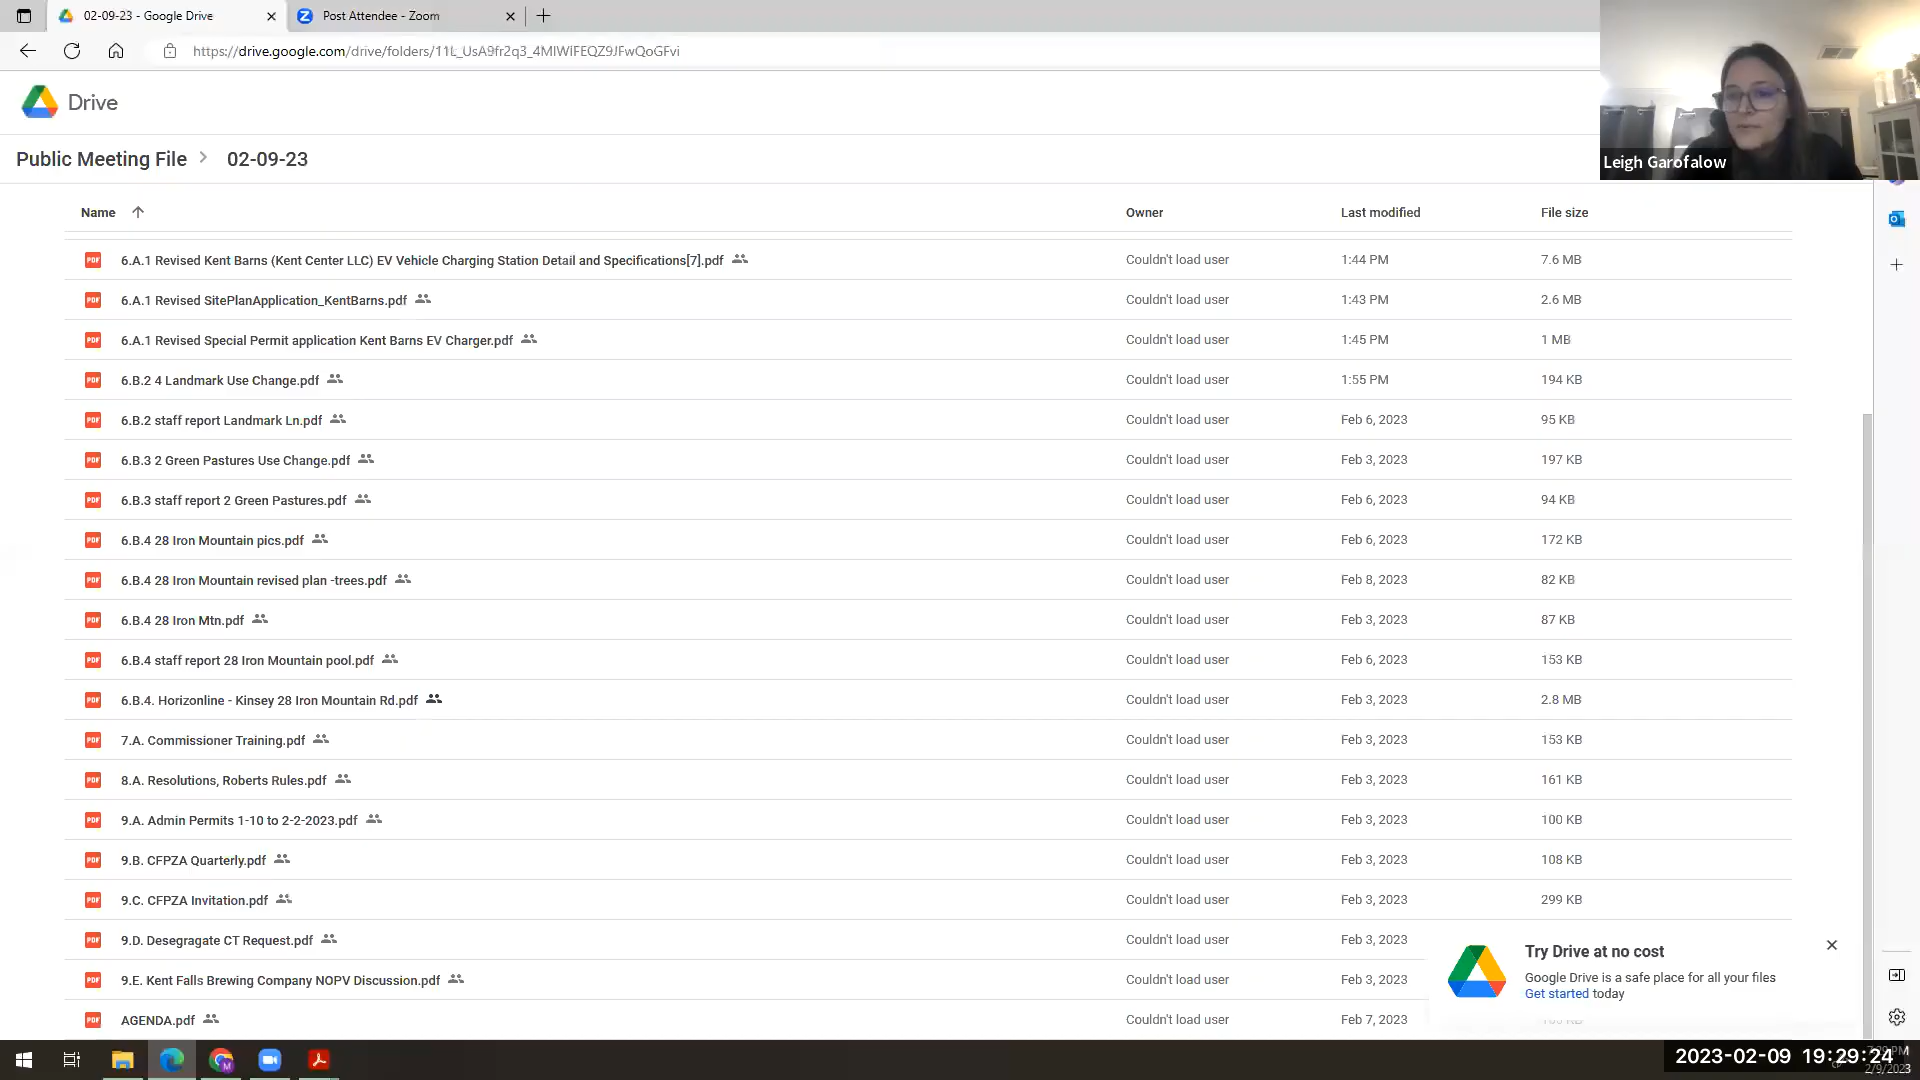 02-09-23 - Google Drive
Post Attendee - Zoom
https://drive.google.com/drive/folders/11L_UsA9fr2q3_4MIWiFEQZ9JFwQoGFvi
Drive
Public Meeting File > 02-09-23
Leigh Garofalow
Name Owner Last modified File size
6.A.1 Revised Kent Barns (Kent Center LLC) EV Vehicle Charging Station Detail and Specifications[7].pdf Couldn't load user 1:44 PM 7.6 MB
6.A.1 Revised SitePlanApplication_KentBarns.pdf Couldn't load user 1:43 PM 2.6 MB
6.A.1 Revised Special Permit application Kent Barns EV Charger.pdf Couldn't load user 1:45 PM 1 MB
6.B.2 4 Landmark Use Change.pdf Couldn't load user 1:55 PM 194 KB
6.B.2 staff report Landmark Ln.pdf Couldn't load user Feb 6, 2023 95 KB
6.B.3 2 Green Pastures Use Change.pdf Couldn't load user Feb 3, 2023 197 KB
6.B.3 staff report 2 Green Pastures.pdf Couldn't load user Feb 6, 2023 94 KB
6.B.4 28 Iron Mountain pics.pdf Couldn't load user Feb 6, 2023 172 KB
6.B.4 28 Iron Mountain revised plan -trees.pdf Couldn't load user Feb 8, 2023 82 KB
6.B.4 28 Iron Mtn.pdf Couldn't load user Feb 3, 2023 87 KB
6.B.4 staff report 28 Iron Mountain pool.pdf Couldn't load user Feb 6, 2023 153 KB
6.B.4. Horizonline - Kinsey 28 Iron Mountain Rd.pdf Couldn't load user Feb 3, 2023 2.8 MB
7.A. Commissioner Training.pdf Couldn't load user Feb 3, 2023 153 KB
8.A. Resolutions, Roberts Rules.pdf Couldn't load user Feb 3, 2023 161 KB
9.A. Admin Permits 1-10 to 2-2-2023.pdf Couldn't load user Feb 3, 2023 100 KB
9.B. CFPZA Quarterly.pdf Couldn't load user Feb 3, 2023 108 KB
9.C. CFPZA Invitation.pdf Couldn't load user Feb 3, 2023 299 KB
9.D. Desegragate CT Request.pdf Couldn't load user Feb 3, 2023
9.E. Kent Falls Brewing Company NOPV Discussion.pdf Couldn't load user Feb 3, 2023
AGENDA.pdf Couldn't load user Feb 7, 2023
Try Drive at no cost
Google Drive is a safe place for all your files
Get started today
2023-02-09 19:29:24